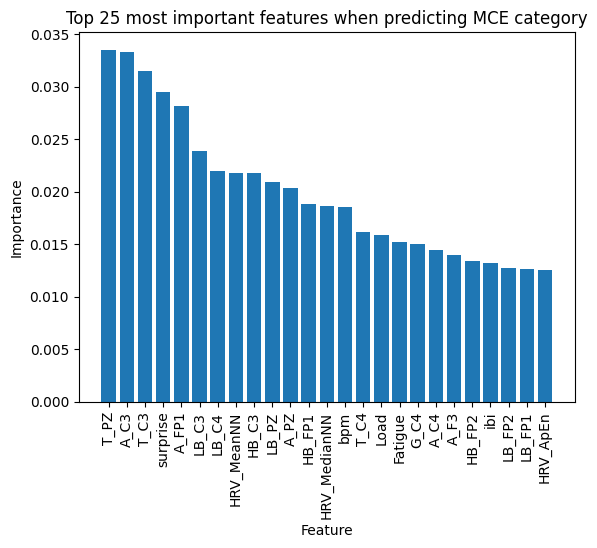 Top 25 most important features when predicting MCE category
Importance
0.035
0.030
0.025
0.020
0.015
0.010
0.005
0.000
T_PZ
A_C3
T_C3
surprise
A_FP1
LB_C3
LB_C4
HRV_MeanNN
HB_C3
LB_PZ
A_PZ
HB_FP1
HRV_MedianNN
bpm
T_C4
Load
Fatigue
G_C4
A_C4
A_F3
HB_FP2
ibi
LB_FP2
LB_FP1
HRV_ApEn
Feature